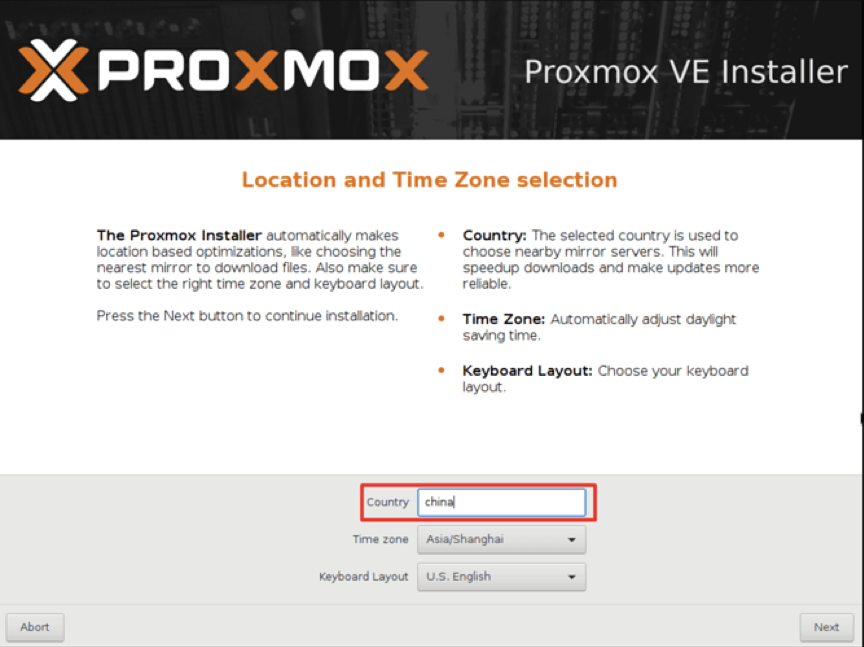 PROXMOX
Proxmox VE Installer
Location and Time Zone selection
The Proxmox Installer automatically makes
location based optimizations, like choosing the
nearest mirror to download files. Also make sure
to select the right time zone and keyboard layout.
Press the Next button to continue installation.
• Country: The selected country is used to
choose nearby mirror servers. This will
speedup downloads and make updates more
reliable.
• Time Zone: Automatically adjust daylight
saving time.
• Keyboard Layout: Choose your keyboard
layout.
Country china
Time zone Asia/Shanghai
Keyboard Layout U.S. English
Abort Next